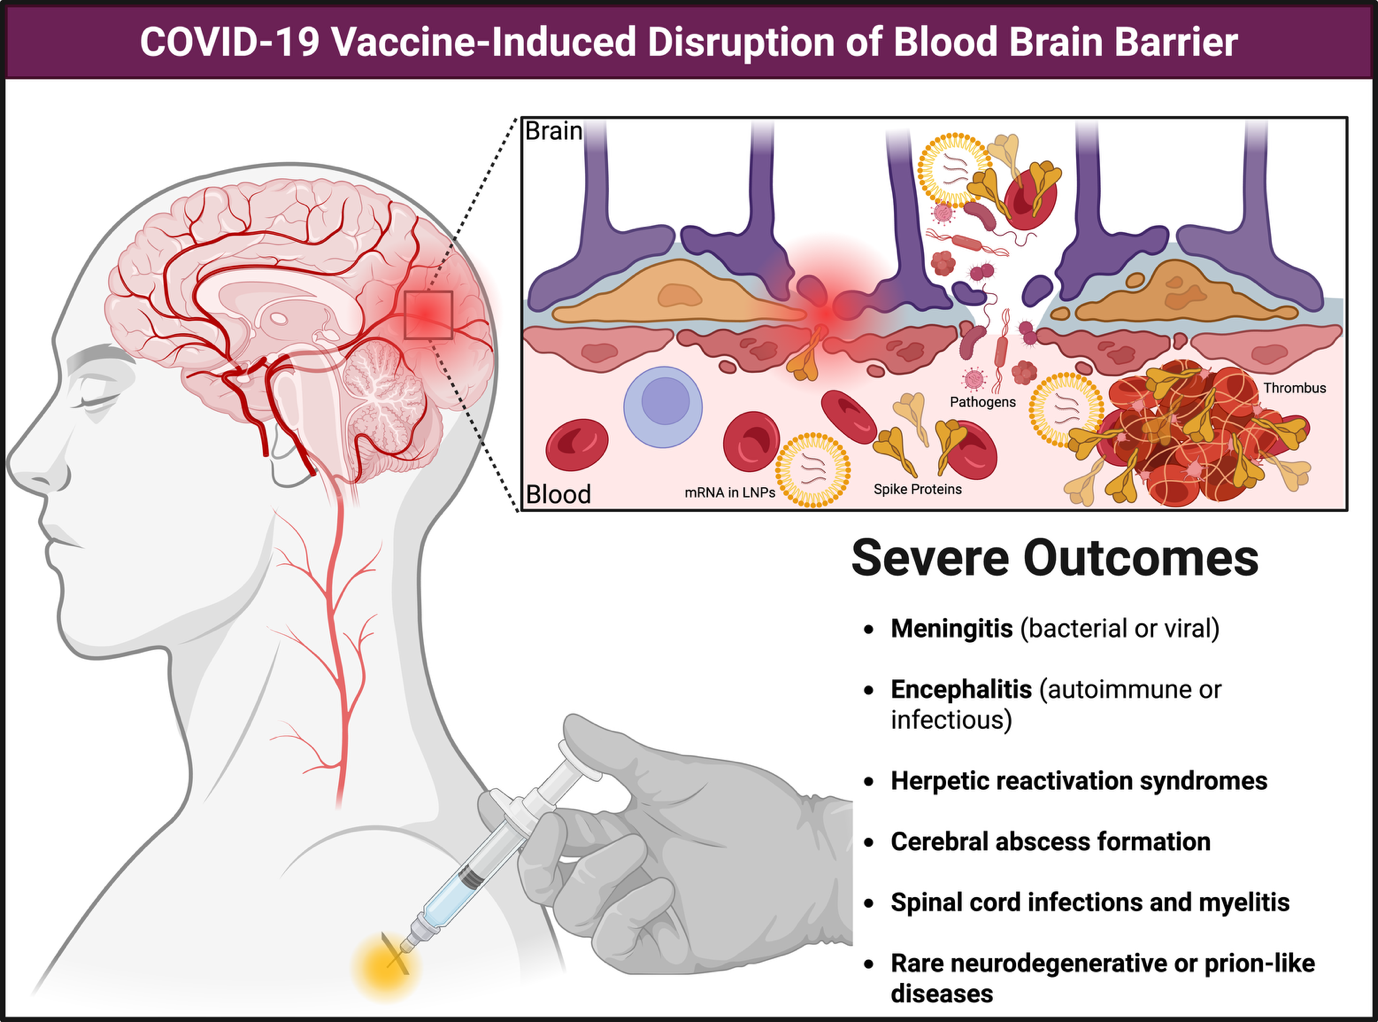 COVID-19 Vaccine-Induced Disruption of Blood Brain Barrier
Brain
Thrombus
Pathogens
mRNA in LNPs
Spike Proteins
Blood
Severe Outcomes
• Meningitis (bacterial or viral)
• Encephalitis (autoimmune or
infectious)
• Herpetic reactivation syndromes
• Cerebral abscess formation
• Spinal cord infections and myelitis
• Rare neurodegenerative or prion-like
diseases